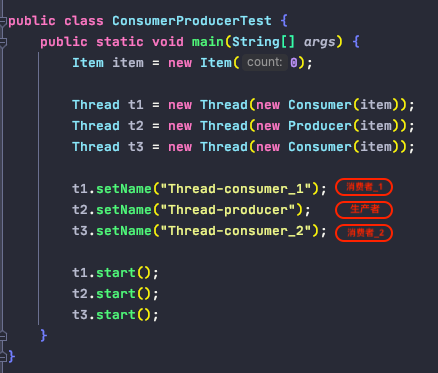 public class ConsumerProducerTest {
public static void main(String[] args) {
Item item = new Item( count: 0);
Thread t1 = new Thread(new Consumer(item));
Thread t2 = new Thread(new Producer(item));
Thread t3 = new Thread(new Consumer(item));
t1.setName("Thread-consumer_1"); 消费者_1
t2.setName("Thread-producer"); 生产者
t3.setName("Thread-consumer_2"); 消费者_2
t1.start();
t2.start();
t3.start();
}
}